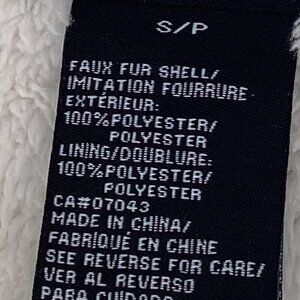 S/P
FAUX FUR SHELL/
IMITATION FOURRURE
EXTÉRIEUR:
100%POLYESTER/
POLYESTER
LINING/DOUBLURE:
100%POLYESTER/
POLYESTER
CA#07043
MADE IN CHINA/
FABRIQUÉ EN CHINE
SEE REVERSE FOR CARE/
VER AL REVERSO
PARA CUIDADO